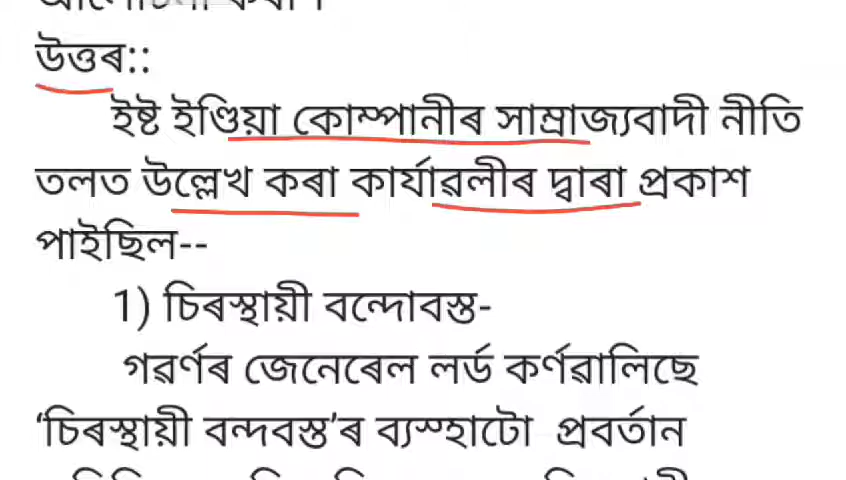 উত্তৰ::
ইষ্ট ইণ্ডিয়া কোম্পানীৰ সাম্ৰাজ্যবাদী নীতি
তলত উল্লেখ কৰা কাৰ্যাৱলীৰ দ্বাৰা প্ৰকাশ
পাইছিল--
1) চিৰস্থায়ী বন্দোবস্ত-
গৱৰ্ণৰ জেনেৰেল লৰ্ড কৰ্ণৱালিছে
‘চিৰস্থায়ী বন্দবস্ত’ৰ ব্যস্হাটো প্ৰবৰ্তান